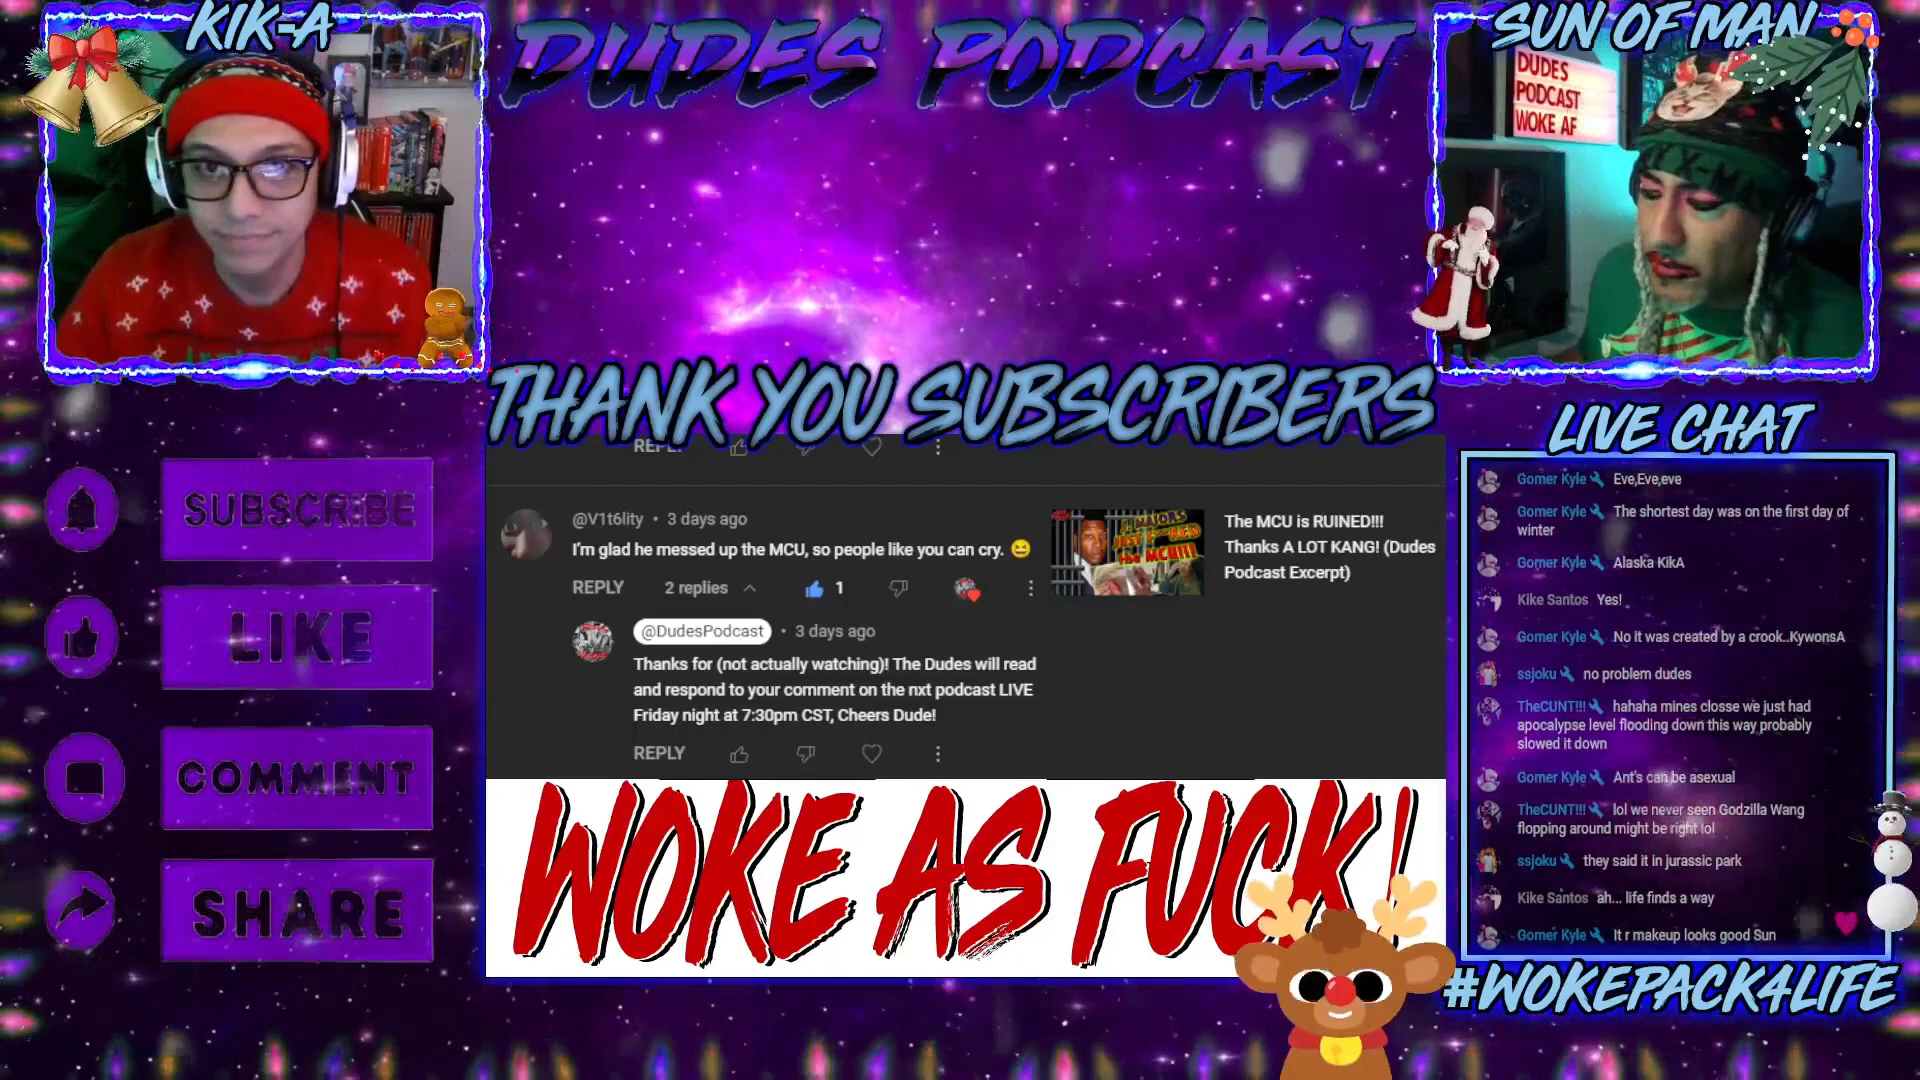 KIK-A
DUDES PODCAST
SUN OF MAN
DUDES
PODCAST
WOKE AF
THANK YOU SUBSCRIBERS
REPLY
@V1t6lity • 3 days ago
I'm glad he messed up the MCU, so people like you can cry. 😆
REPLY 2 replies 1
J. MAJORS
JUST F**KED
the MCU!!!
The MCU is RUINED!!!
Thanks A LOT KANG! (Dudes
Podcast Excerpt)
@DudesPodcast • 3 days ago
Thanks for (not actually watching)! The Dudes will read
and respond to your comment on the nxt podcast LIVE
Friday night at 7:30pm CST, Cheers Dude!
REPLY
WOKE AS FUCK!
SUBSCRIBE
LIKE
COMMENT
SHARE
LIVE CHAT
Gomer Kyle Eve,Eve,eve
Gomer Kyle The shortest day was on the first day of
winter
Gomer Kyle Alaska KikA
Kike Santos Yes!
Gomer Kyle No it was created by a crook..KywonsA
ssjoku no problem dudes
TheCUNT!!! hahaha mines closse we just had
apocalypse level flooding down this way probably
slowed it down
Gomer Kyle Ant's can be asexual
TheCUNT!!! lol we never seen Godzilla Wang
flopping around might be right lol
ssjoku they said it in jurassic park
Kike Santos ah... life finds a way
Gomer Kyle It r makeup looks good Sun
#WOKEPACK4LIFE